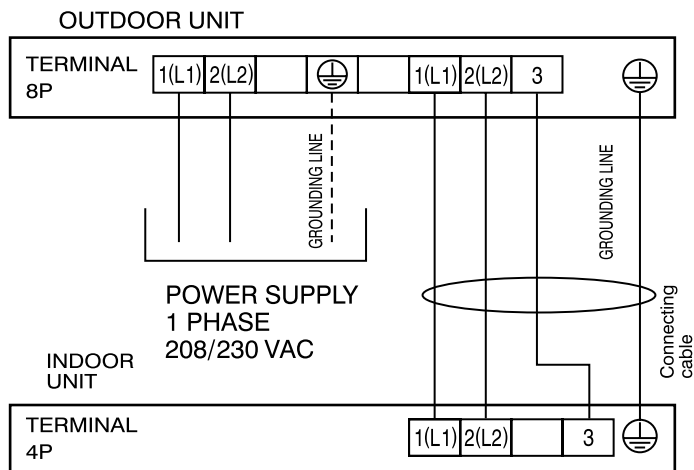 OUTDOOR UNIT
TERMINAL
8P
1(L1) 2(L2) 1(L1) 2(L2) 3
GROUNDING LINE
GROUNDING LINE
POWER SUPPLY
1 PHASE
208/230 VAC
Connecting
cable
INDOOR
UNIT
TERMINAL
4P
1(L1) 2(L2) 3